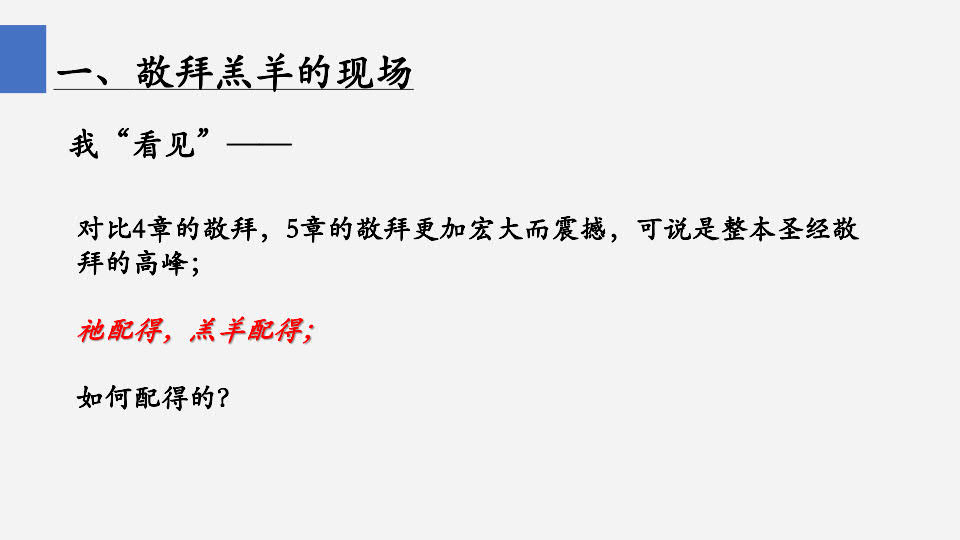 一、敬拜羔羊的现场
我“看见”——
对比4章的敬拜，5章的敬拜更加宏大而震撼，可说是整本圣经敬
拜的高峰；
祂配得，羔羊配得；
如何配得的？